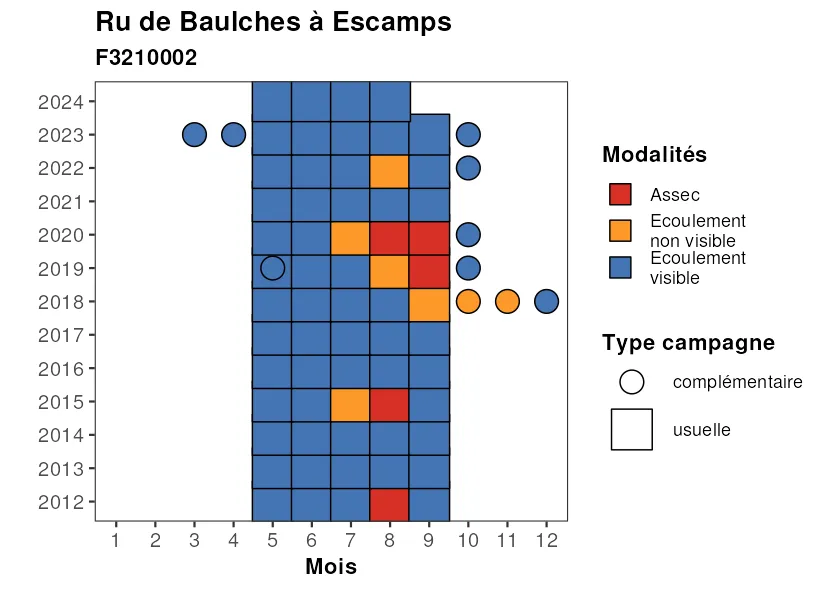 Ru de Baulches à Escamps
F3210002
2024
2023
2022
2021
2020
2019
2018
2017
2016
2015
2014
2013
2012
1 2 3 4 5 6 7 8 9 10 11 12
Mois
Modalités
Assec
Ecoulement
non visible
Ecoulement
visible
Type campagne
complémentaire
usuelle